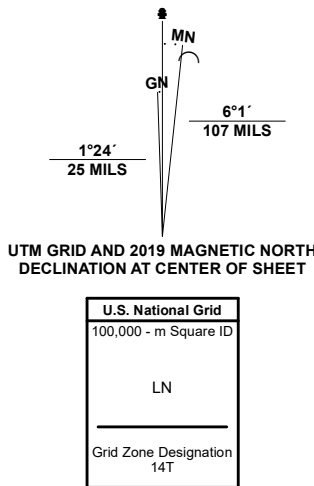 MN
GN
6°1´
107 MILS
1°24´
25 MILS
UTM GRID AND 2019 MAGNETIC NORTH
DECLINATION AT CENTER OF SHEET
U.S. National Grid
100,000 - m Square ID
LN
Grid Zone Designation
14T